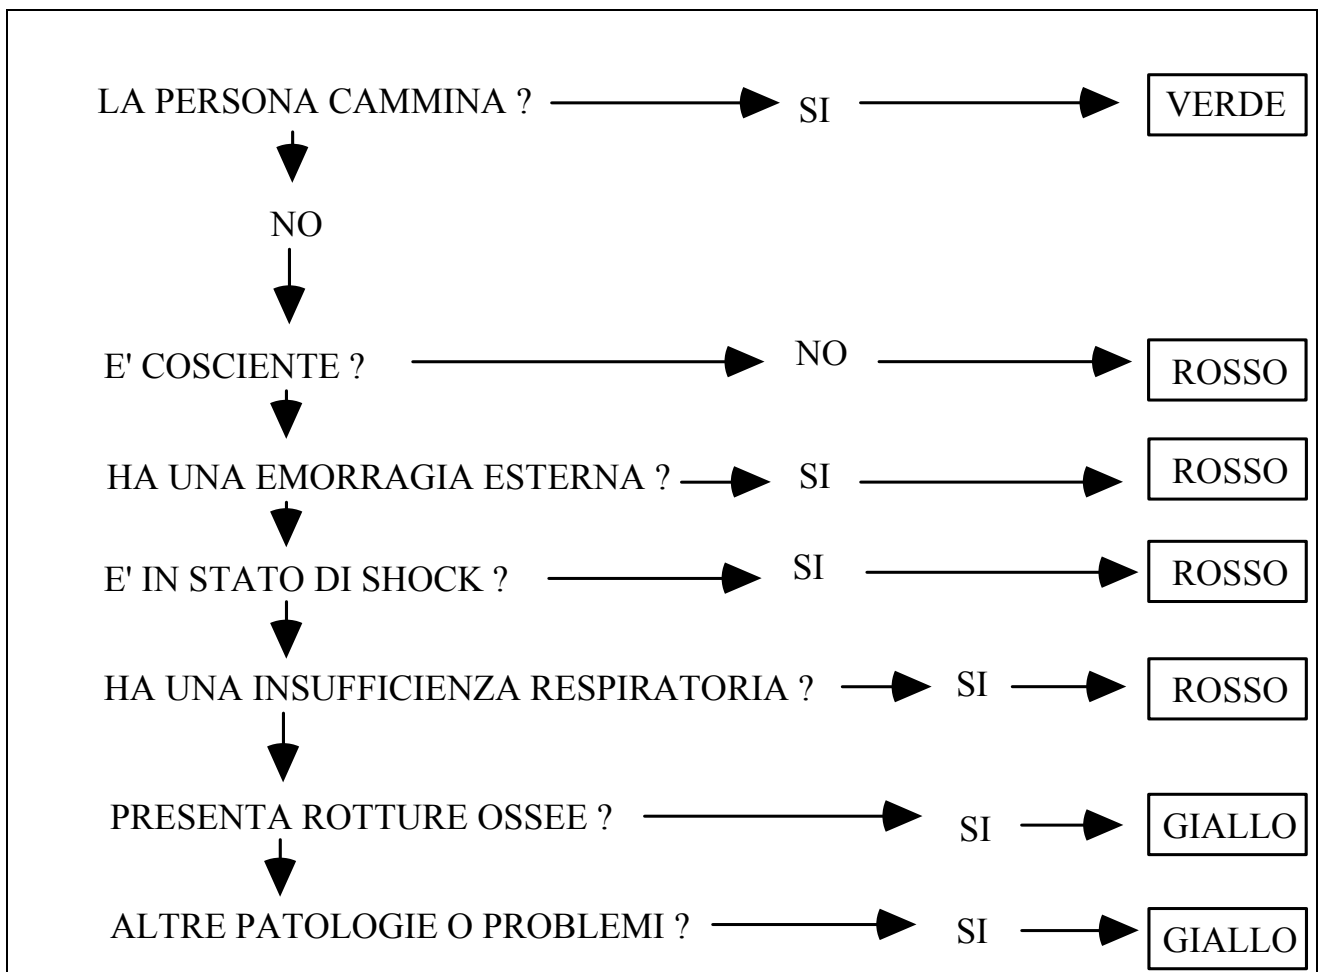 LA PERSONA CAMMINA ? SI VERDE
NO
E' COSCIENTE ? NO ROSSO
HA UNA EMORRAGIA ESTERNA ? SI ROSSO
E' IN STATO DI SHOCK ? SI ROSSO
HA UNA INSUFFICIENZA RESPIRATORIA ? SI ROSSO
PRESENTA ROTTURE OSSEE ? SI GIALLO
ALTRE PATOLOGIE O PROBLEMI ? SI GIALLO